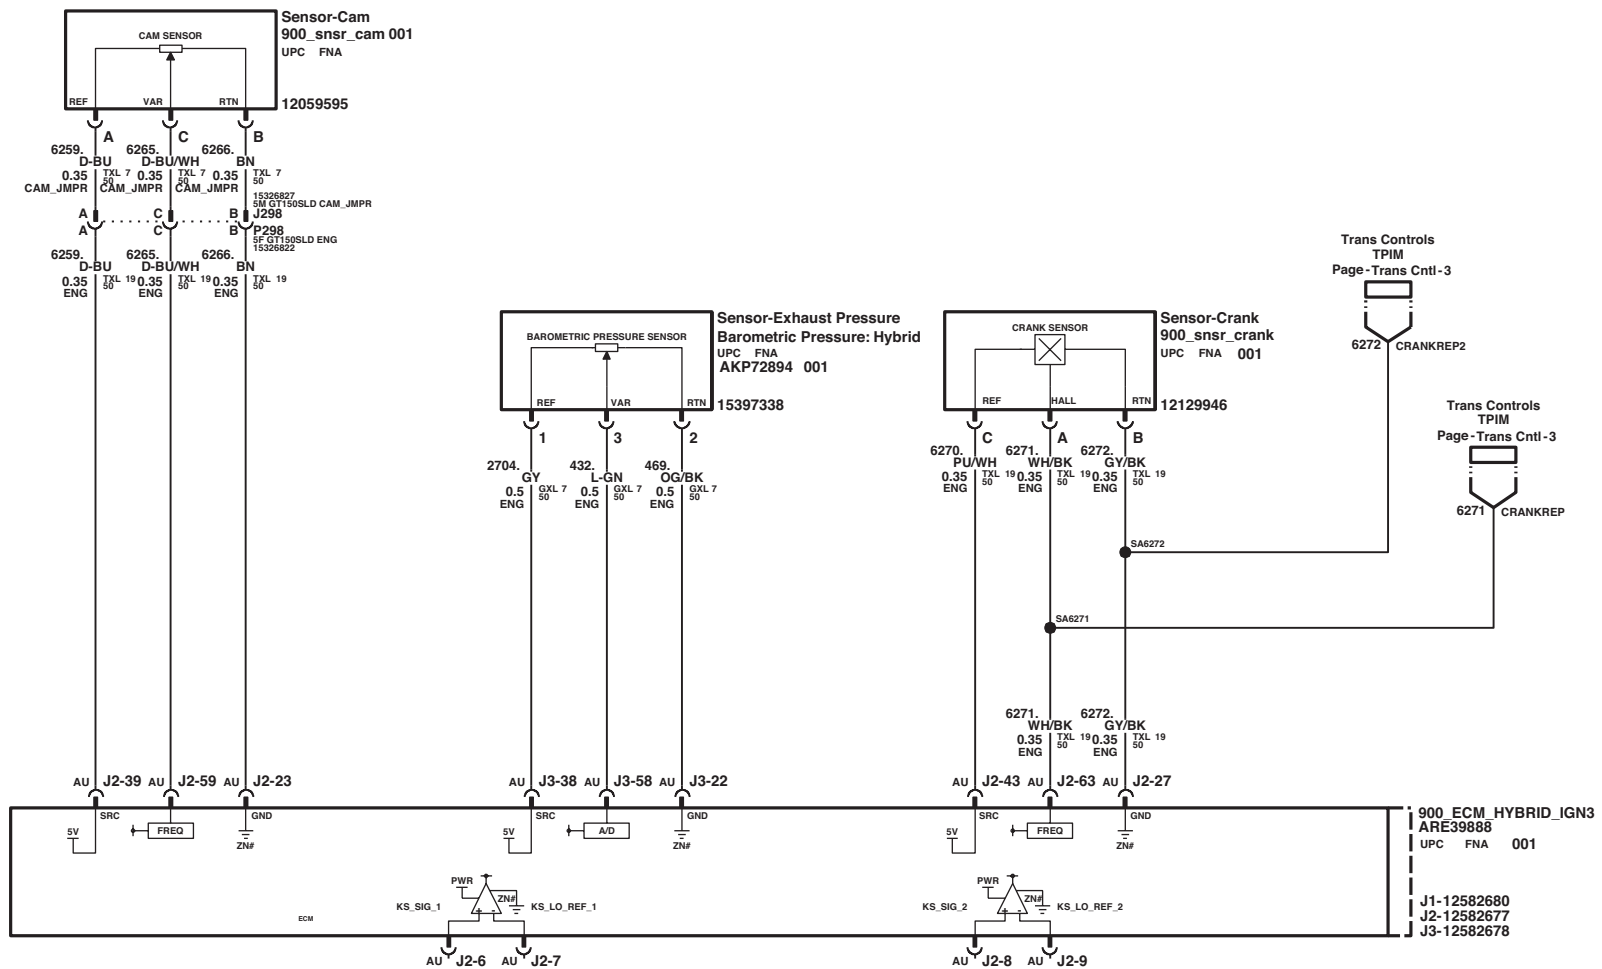 Sensor-Cam
900_snsr_cam 001
UPC FNA
CAM SENSOR
REF VAR RTN
12059595
A C B
6259. 6265. 6266.
D-BU D-BU/WH BN
0.35 TXL 7 0.35 TXL 7 0.35 TXL 7
50 50 50
CAM_JMPR CAM_JMPR CAM_JMPR
15326827
5M GT150SLD CAM_JMPR
A C B J298
A C B P298
5F GT150SLD ENG
15326822
6259. 6265. 6266.
D-BU D-BU/WH BN
0.35 TXL 19 0.35 TXL 19 0.35 TXL 19
50 50 50
ENG ENG ENG
Sensor-Exhaust Pressure
Barometric Pressure: Hybrid
UPC FNA
AKP72894 001
BAROMETRIC PRESSURE SENSOR
REF VAR RTN
15397338
1 3 2
2704. 432. 469.
GY L-GN OG/BK
0.5 GXL 7 0.5 GXL 7 0.5 GXL 7
50 50 50
ENG ENG ENG
Sensor-Crank
900_snsr_crank
UPC FNA 001
CRANK SENSOR
REF HALL RTN
12129946
C A B
6270. 6271. 6272.
PU/WH WH/BK GY/BK
0.35 TXL 19 0.35 TXL 19 0.35 TXL 19
50 50 50
ENG ENG ENG
Trans Controls
TPIM
Page-Trans Cntl-3
6272 CRANKREP2
Trans Controls
TPIM
Page-Trans Cntl-3
6271 CRANKREP
SA6272
SA6271
6271. 6272.
WH/BK GY/BK
0.35 TXL 19 0.35 TXL 19
50 50
ENG ENG
AU J2-39 AU J2-59 AU J2-23
AU J3-38 AU J3-58 AU J3-22
AU J2-43 AU J2-63 AU J2-27
SRC GND
5V FREQ ZN#
SRC GND
5V A/D ZN#
SRC GND
5V FREQ ZN#
900_ECM_HYBRID_IGN3
ARE39888
UPC FNA 001
PWR
ZN#
KS_SIG_1 + - KS_LO_REF_1
PWR
ZN#
KS_SIG_2 + - KS_LO_REF_2
ECM
J1-12582680
J2-12582677
J3-12582678
AU J2-6 AU J2-7
AU J2-8 AU J2-9